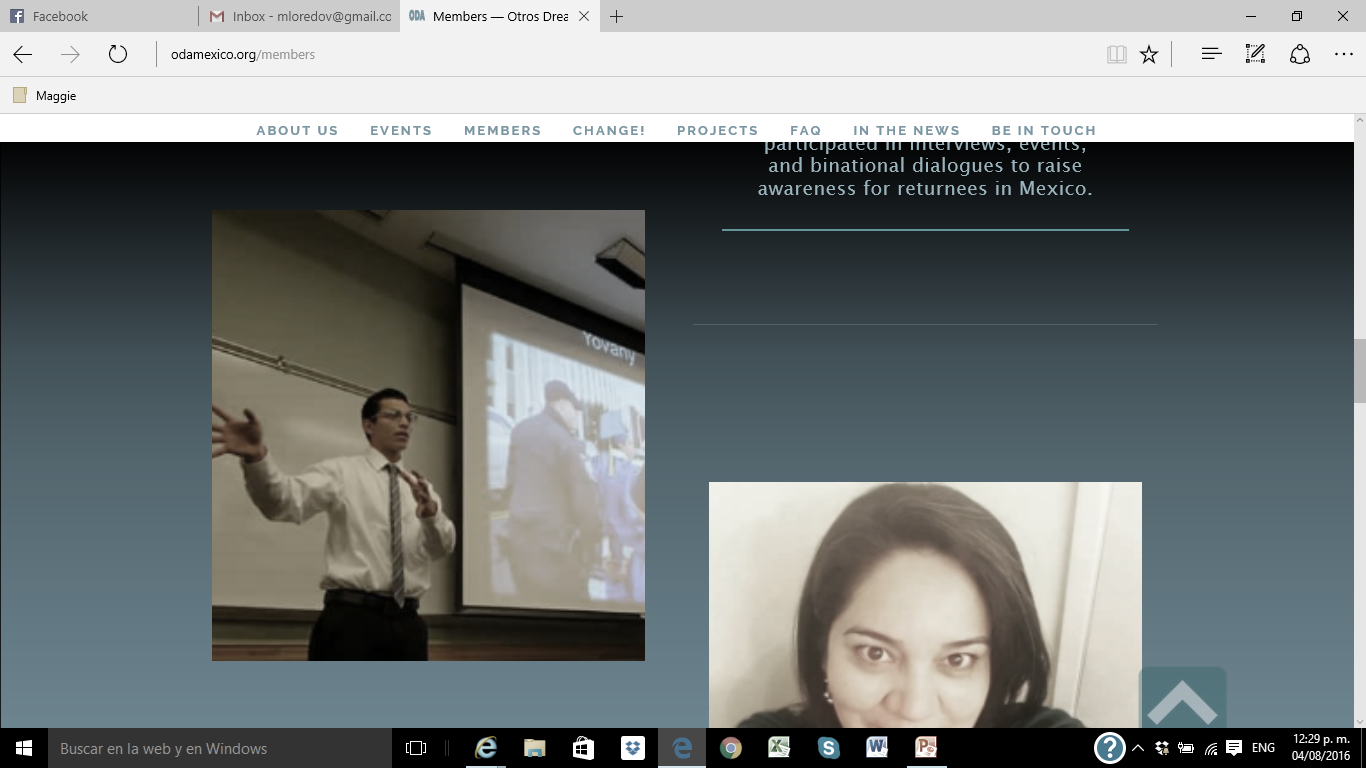 Facebook
Inbox - mloredov@gmail.co
ODA Members — Otros Drea
odamexico.org/members
Maggie
ABOUT US EVENTS MEMBERS CHANGE! PROJECTS FAQ IN THE NEWS BE IN TOUCH
participated in interviews, events,
and binational dialogues to raise
awareness for returnees in Mexico.
Yovany
Buscar en la web y en Windows
ENG
12:29 p. m.
04/08/2016